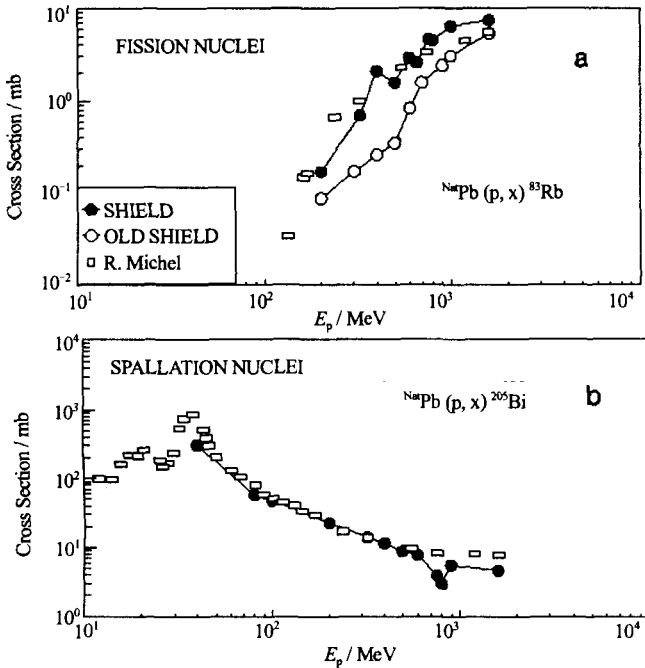 10¹
FISSION NUCLEI
a
10⁰
Cross Section / mb
10⁻¹
ᴺᵃᵗPb (p, x) ⁸³Rb
SHIELD
OLD SHIELD
R. Michel
10⁻²
10¹
10²
10³
10⁴
Eₚ / MeV
10⁴
SPALLATION NUCLEI
ᴺᵃᵗPb (p, x) ²⁰⁵Bi
b
10³
10²
Cross Section / mb
10¹
10⁰
10¹
10²
10³
10⁴
Eₚ / MeV